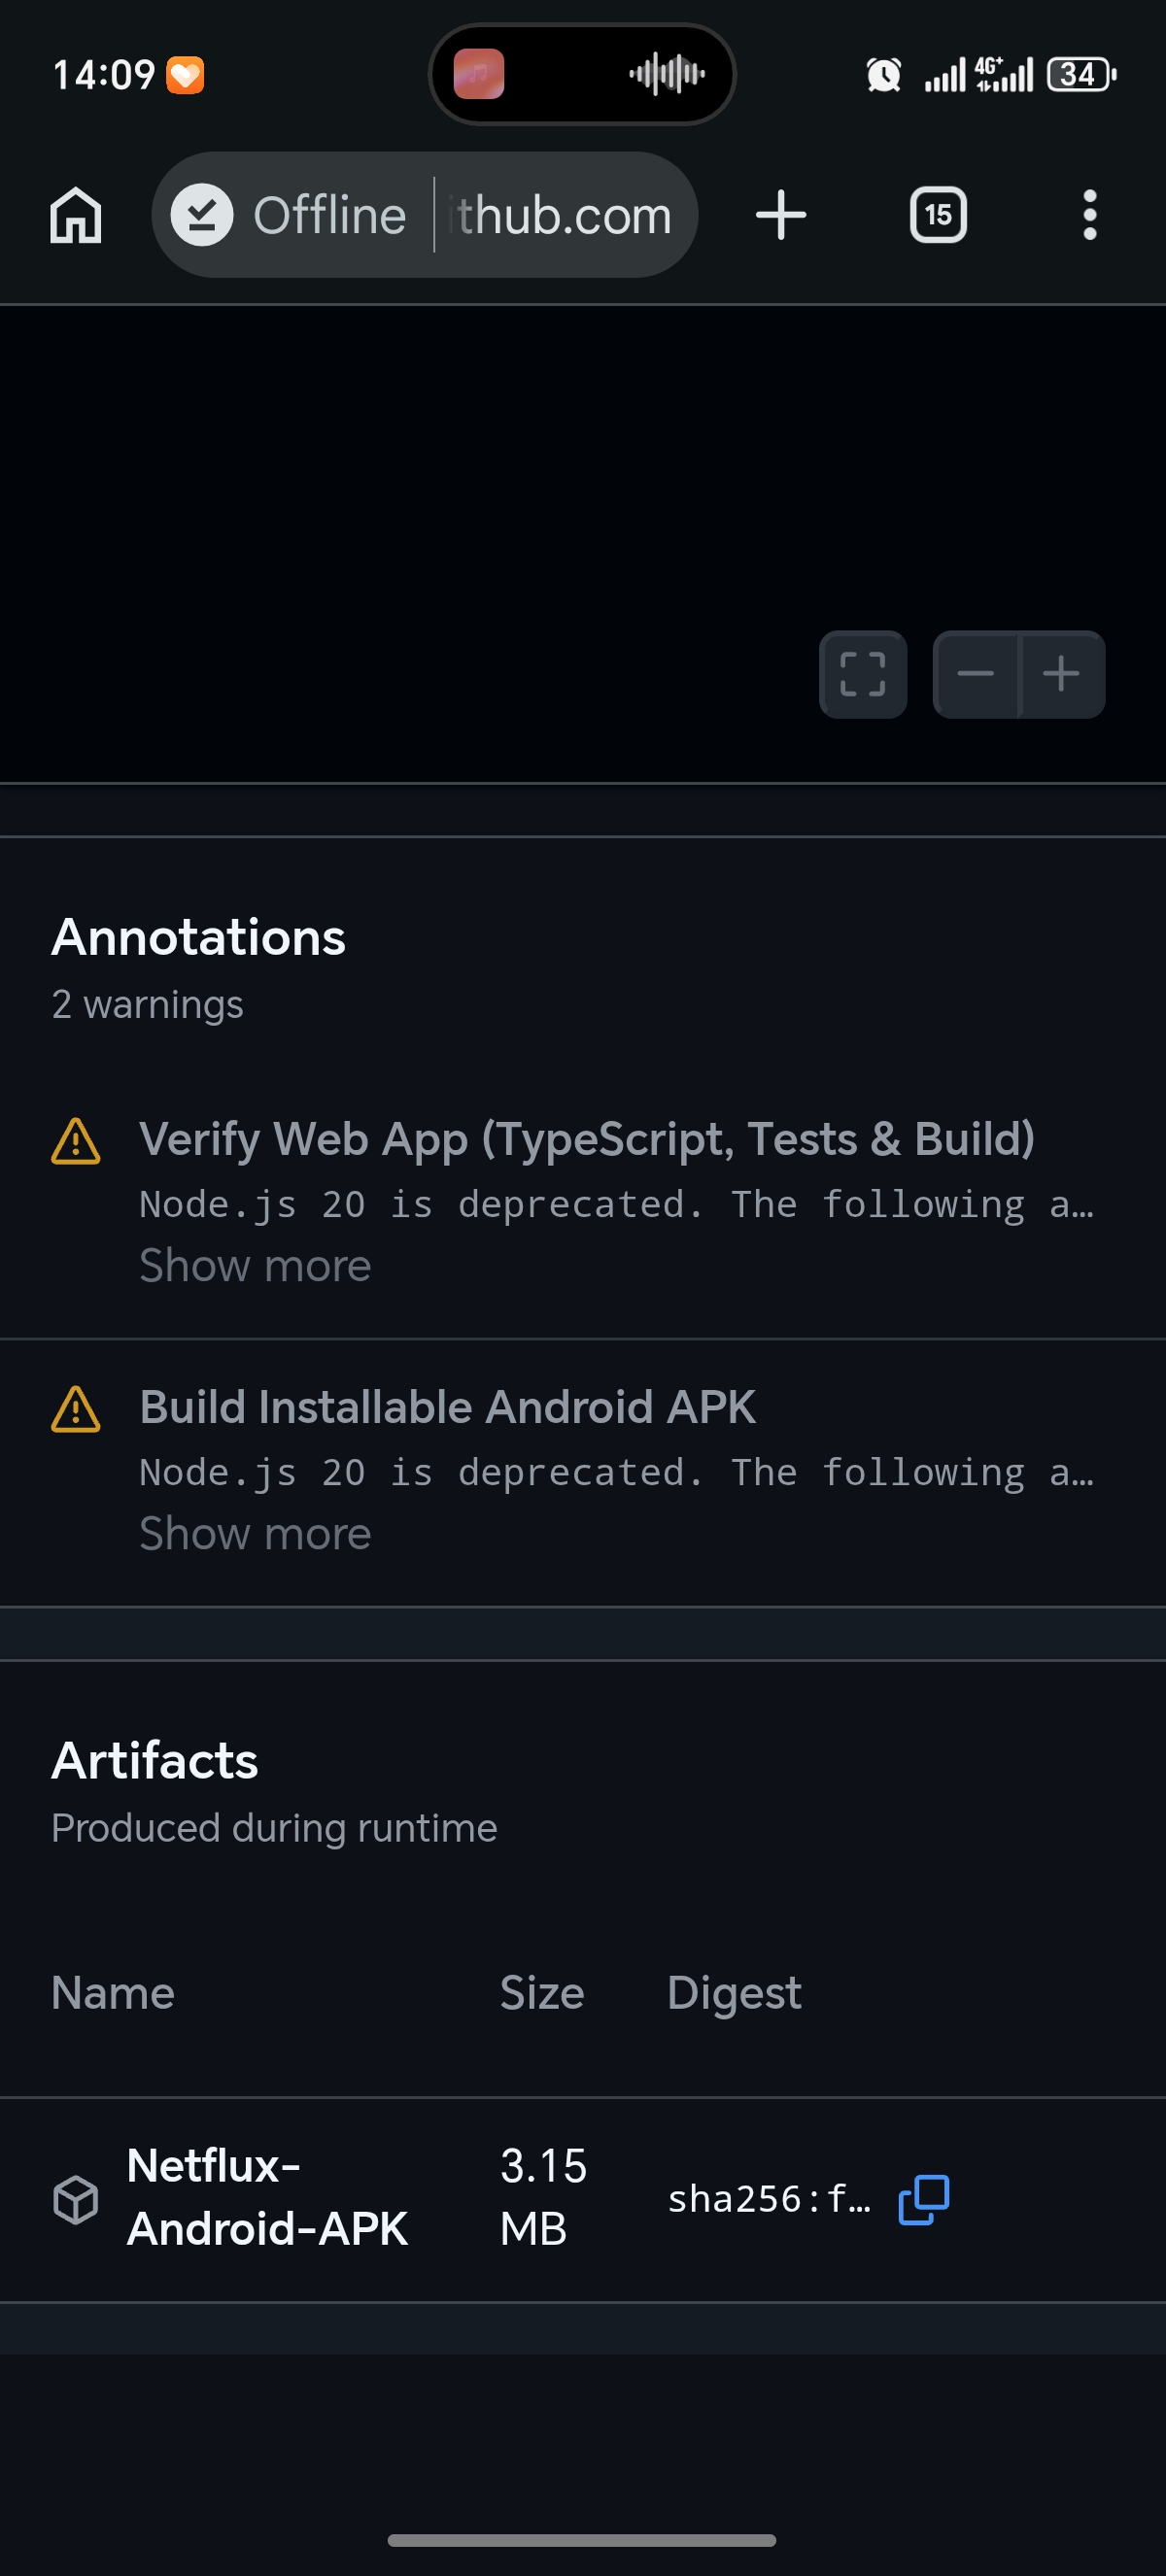 14:09
4G+
34
Offline
ithub.com
15
Annotations
2 warnings
Verify Web App (TypeScript, Tests & Build)
Node.js 20 is deprecated. The following a…
Show more
Build Installable Android APK
Node.js 20 is deprecated. The following a…
Show more
Artifacts
Produced during runtime
Name Size Digest
Netflux-
Android-APK
3.15
MB
sha256:f…